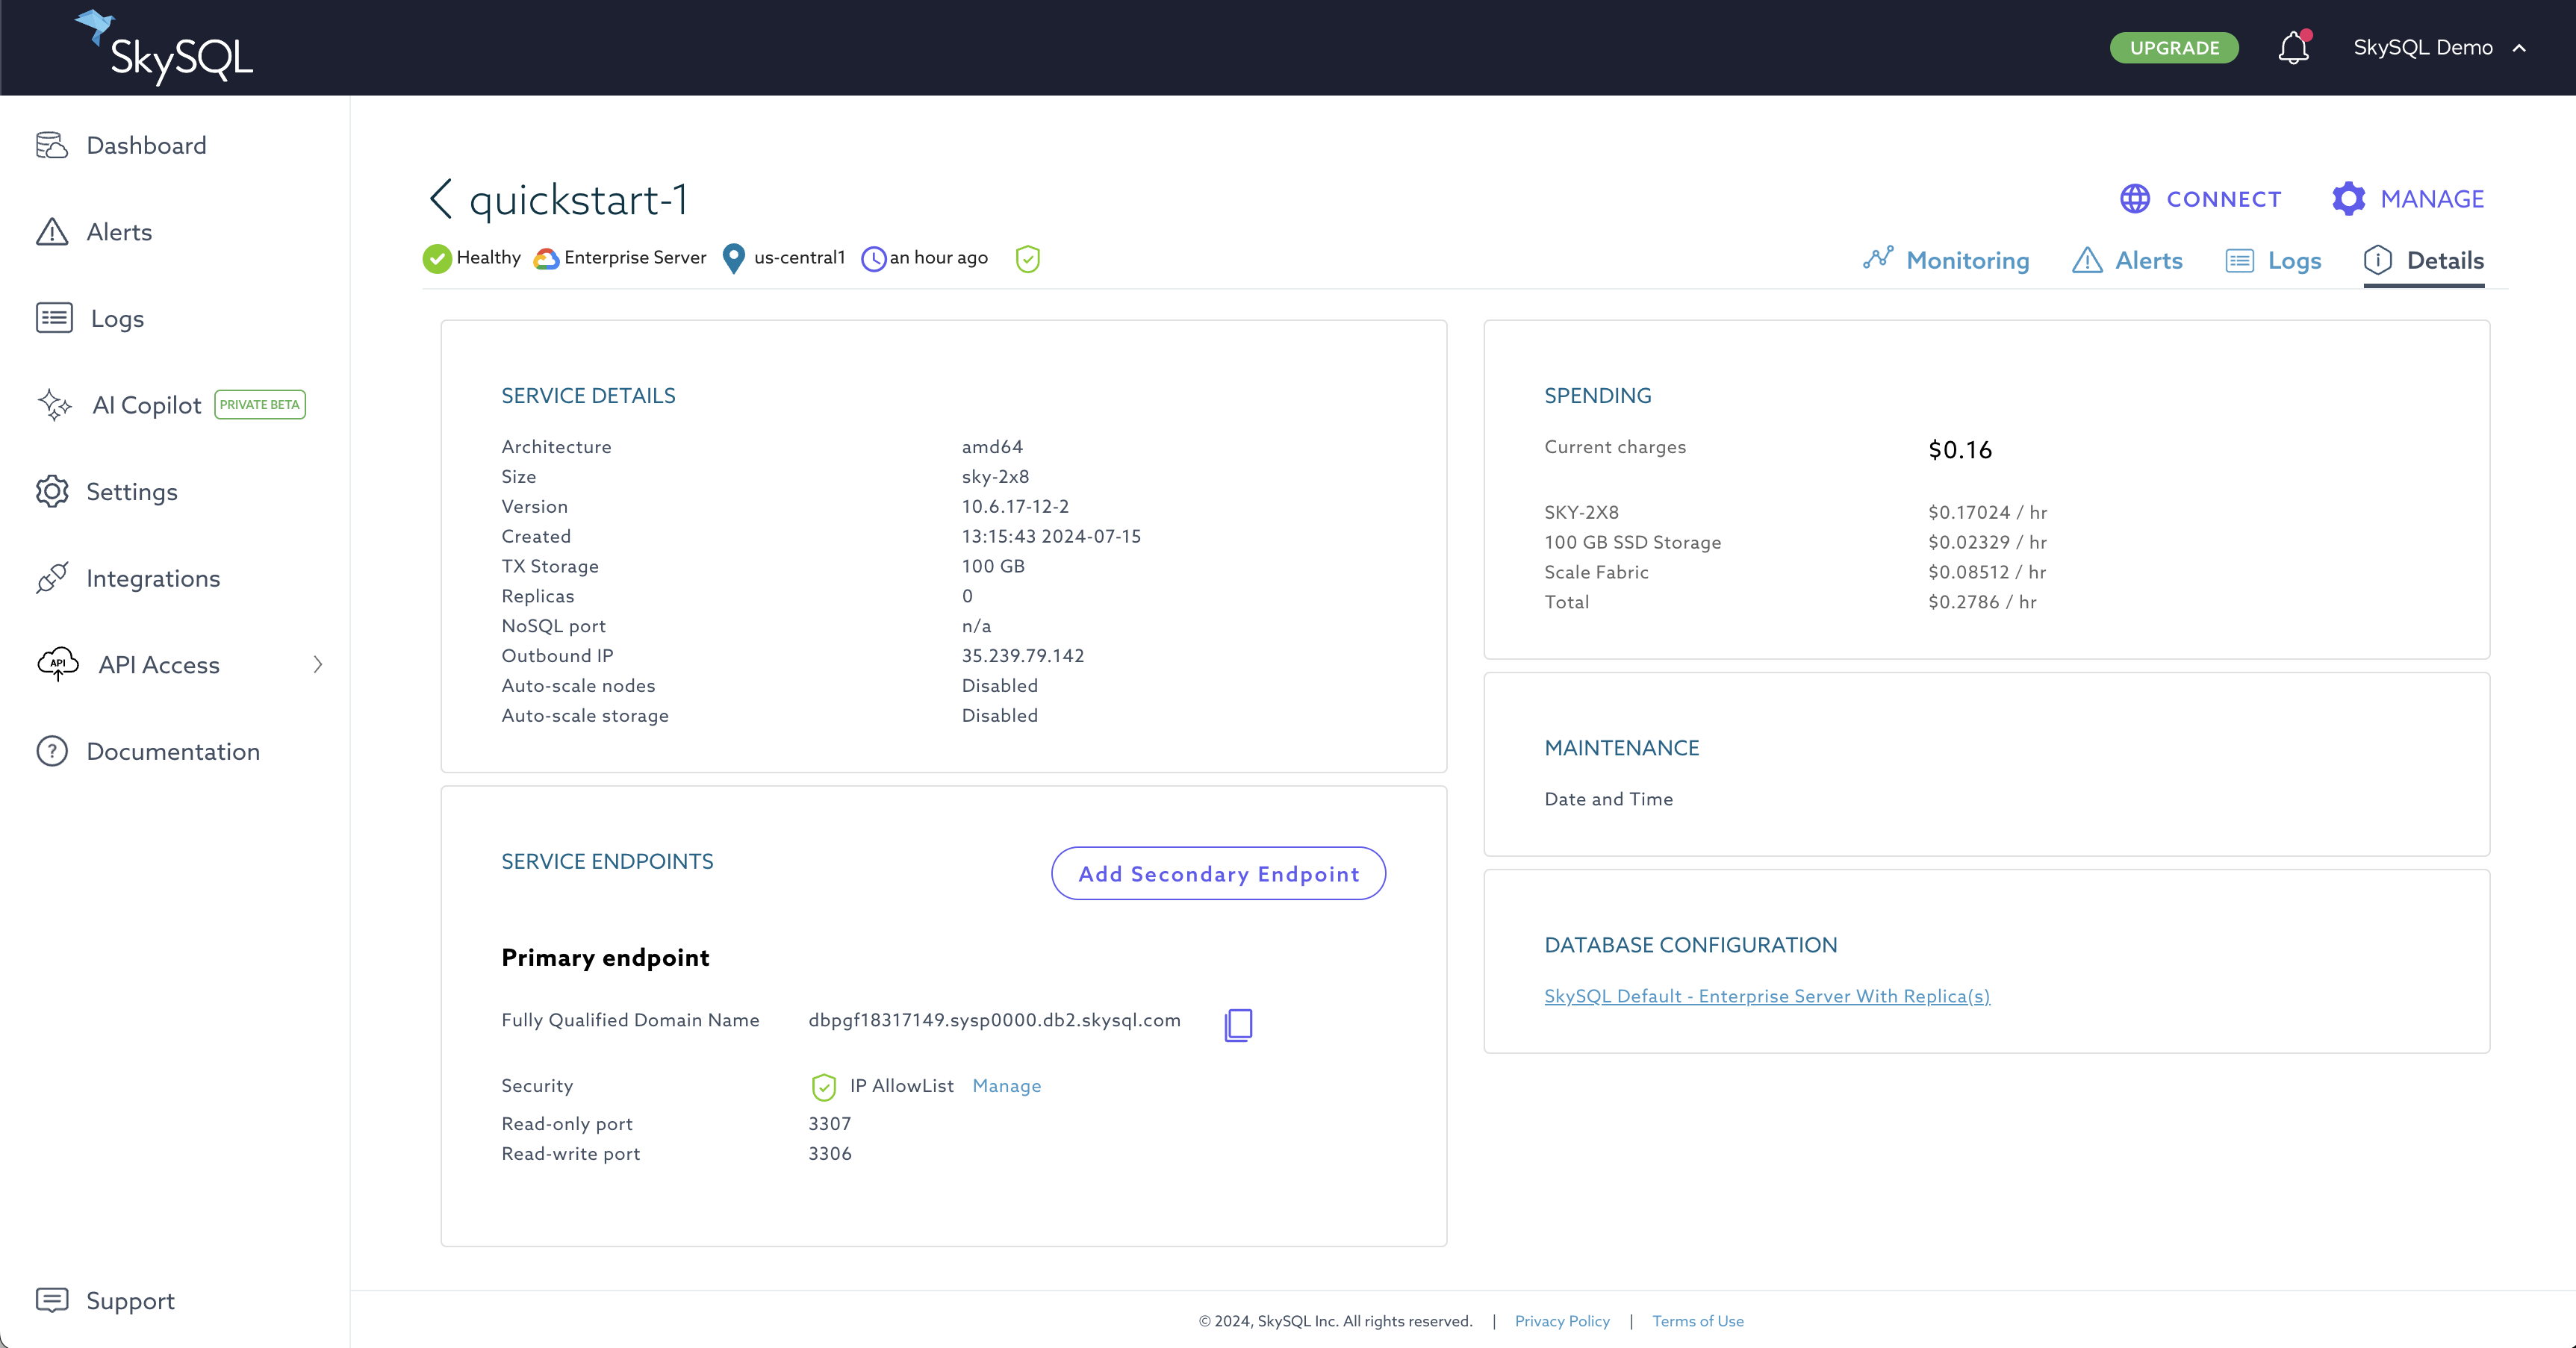 SkySQL
UPGRADE
SkySQL Demo
Dashboard
Alerts
Logs
AI Copilot PRIVATE BETA
Settings
Integrations
API API Access
Documentation
Support
quickstart-1
CONNECT
MANAGE
Healthy Enterprise Server us-central1 an hour ago
Monitoring Alerts Logs Details
SERVICE DETAILS
Architecture amd64
Size sky-2x8
Version 10.6.17-12-2
Created 13:15:43 2024-07-15
TX Storage 100 GB
Replicas 0
NoSQL port n/a
Outbound IP 35.239.79.142
Auto-scale nodes Disabled
Auto-scale storage Disabled
SERVICE ENDPOINTS
Add Secondary Endpoint
Primary endpoint
Fully Qualified Domain Name dbpgf18317149.sysp0000.db2.skysql.com
Security IP AllowList Manage
Read-only port 3307
Read-write port 3306
SPENDING
Current charges $0.16
SKY-2X8 $0.17024 / hr
100 GB SSD Storage $0.02329 / hr
Scale Fabric $0.08512 / hr
Total $0.2786 / hr
MAINTENANCE
Date and Time
DATABASE CONFIGURATION
SkySQL Default - Enterprise Server With Replica(s)
© 2024, SkySQL Inc. All rights reserved. | Privacy Policy | Terms of Use